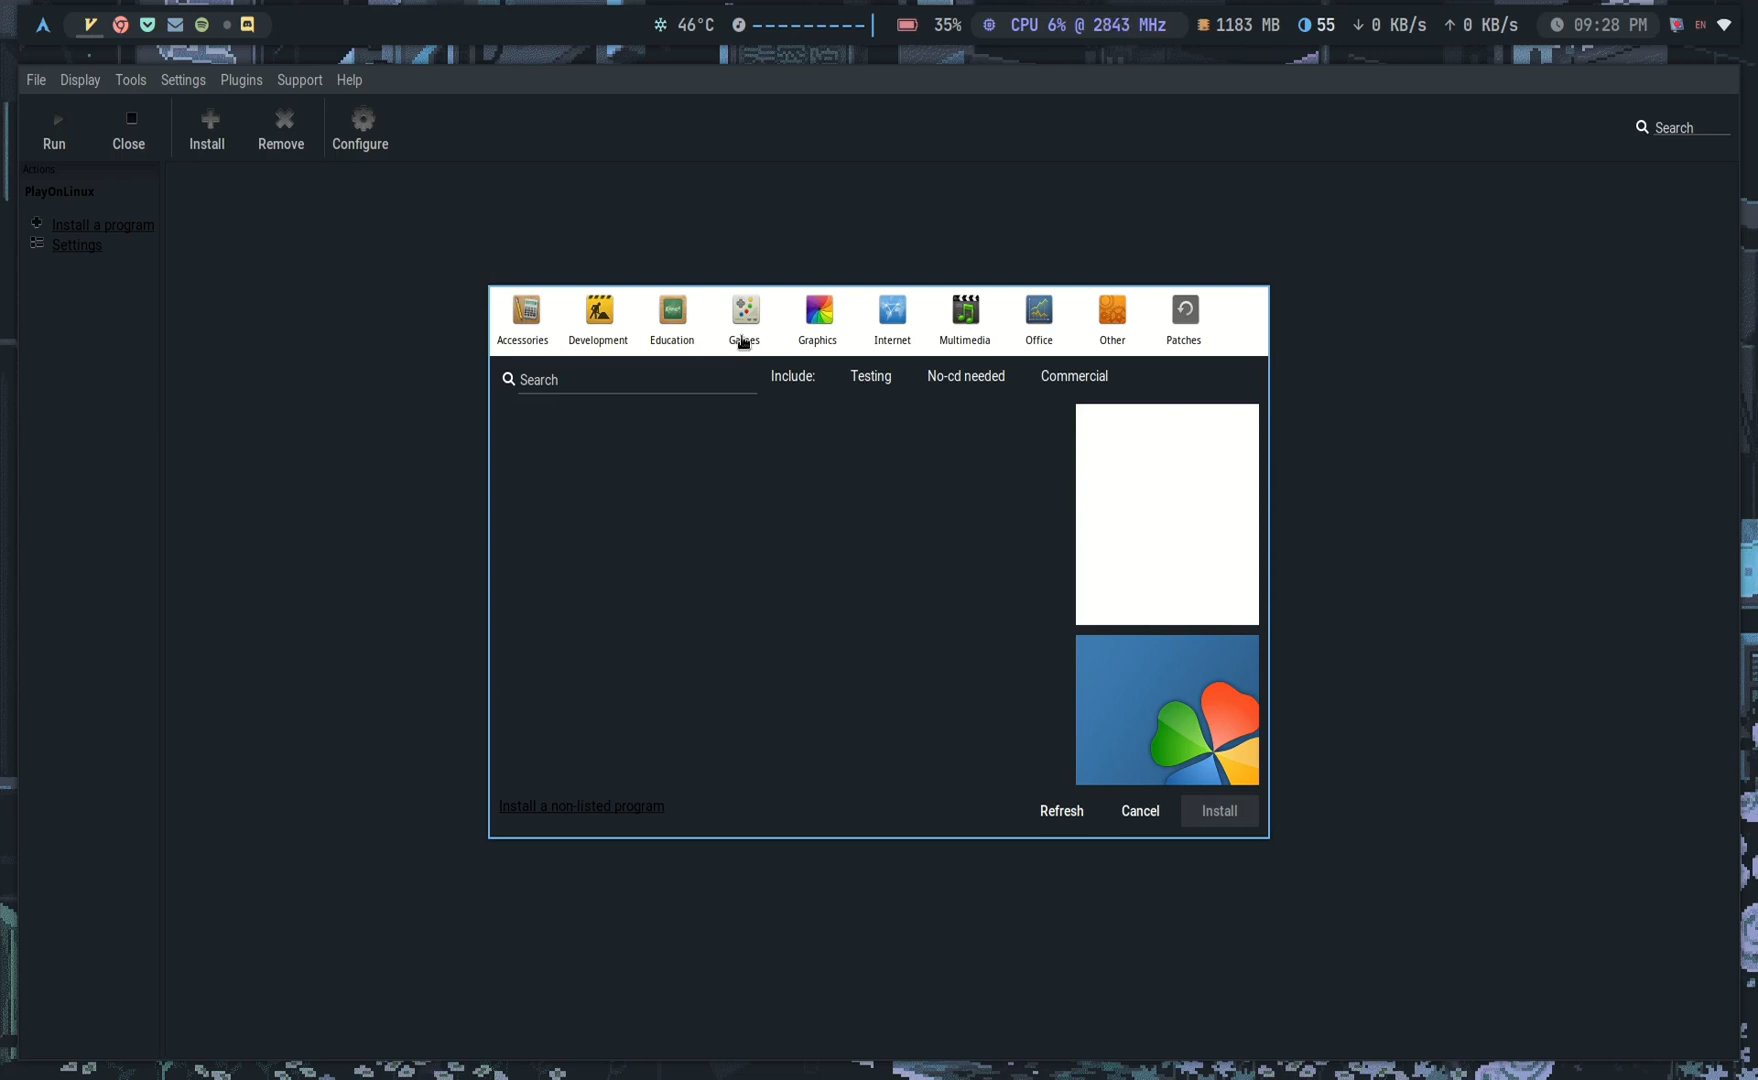 46°C 35% CPU 6% @ 2843 MHz 1183 MB 55 ↓ 0 KB/s ↑ 0 KB/s 09:28 PM EN
File Display Tools Settings Plugins Support Help
Run Close Install Remove Configure Search
Actions
PlayOnLinux
Install a program
Settings
Accessories Development Education Games Graphics Internet Multimedia Office Other Patches
Search Include: Testing No-cd needed Commercial
Install a non-listed program Refresh Cancel Install